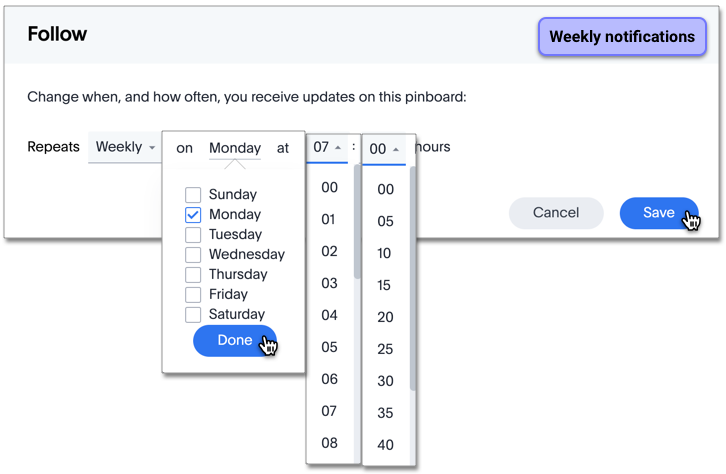 Follow
Weekly notifications
Change when, and how often, you receive updates on this pinboard:
Repeats Weekly on Monday at 07 : 00 hours
Sunday
Monday
Tuesday
Wednesday
Thursday
Friday
Saturday
Done
00
01
02
03
04
05
06
07
08
00
05
10
15
20
25
30
35
40
Cancel Save